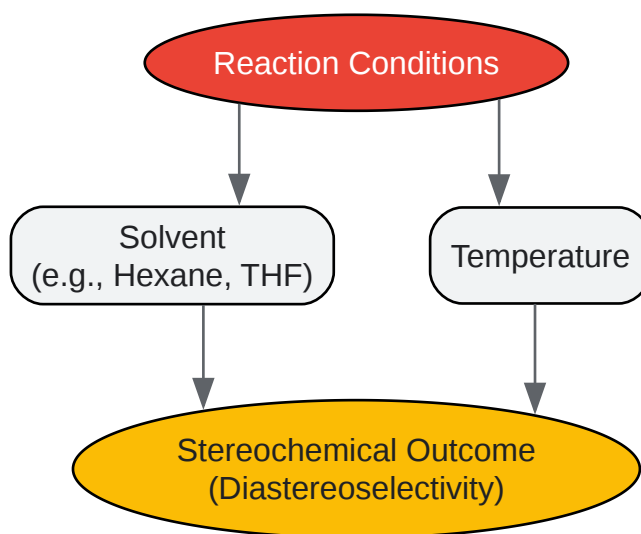 Reaction Conditions
Solvent
(e.g., Hexane, THF)
Temperature
Stereochemical Outcome
(Diastereoselectivity)